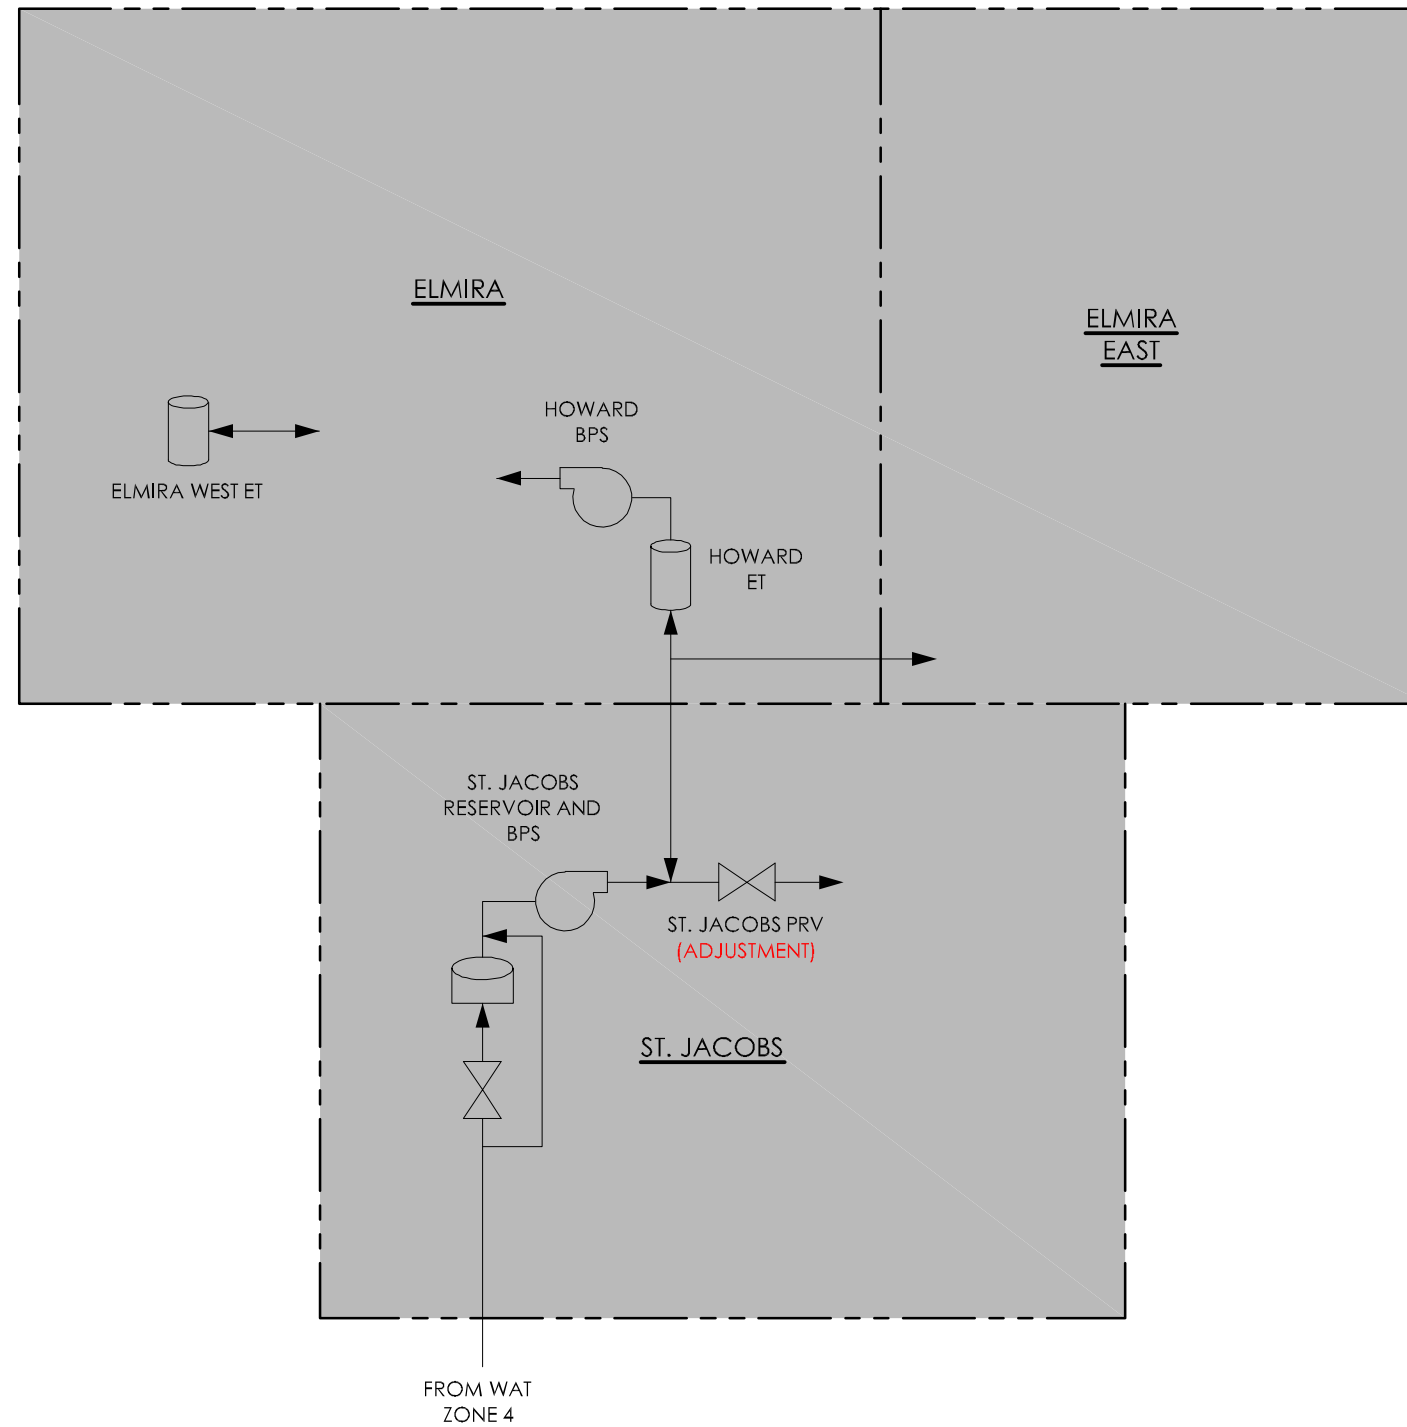 ELMIRA
ELMIRA
EAST
HOWARD
BPS
ELMIRA WEST ET
HOWARD
ET
ST. JACOBS
RESERVOIR AND
BPS
ST. JACOBS PRV
(ADJUSTMENT)
ST. JACOBS
FROM WAT
ZONE 4